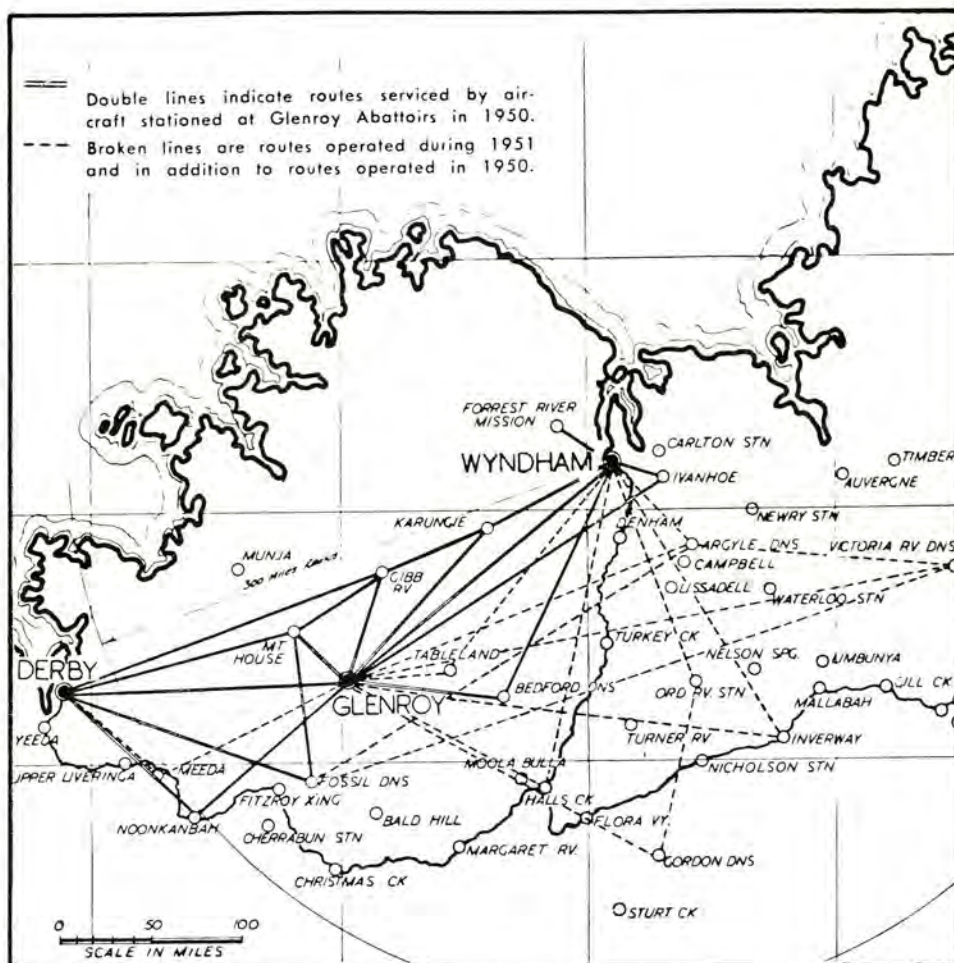 Double lines indicate routes serviced by air-
craft stationed at Glenroy Abattoirs in 1950.
Broken lines are routes operated during 1951
and in addition to routes operated in 1950.
FORREST RIVER
MISSION
WYNDHAM
CARLTON STN
IVANHOE
TIMBER
AUVERGNE
NEWRY STN
KARUNGIE
DENHAM
ARGYLE DNS
VICTORIA RV. DNS
MUNJA
300 Miles
GIBB
RV
CAMPBELL
LISSADELL
WATERLOO STN
MT
HOUSE
TURKEY CK
TABLELAND
NELSON SPG.
LIMBUNYA
DERBY
GLENROY
BEDFORD DNS
ORD RV. STN
MALLABAH
GILL CK
YEEDA
TURNER RV.
INVERWAY
UPPER LIVERINGA
MEEDA
FOSSIL DNS
MOOLA BULLA
NICHOLSON STN
FITZROY XING
HALLS CK
NOONKANBAH
CHERRABUN STN
BALD HILL
FLORA VY.
MARGARET RV.
GORDON DNS
CHRISTMAS CK
STURT CK
0 50 100
SCALE IN MILES